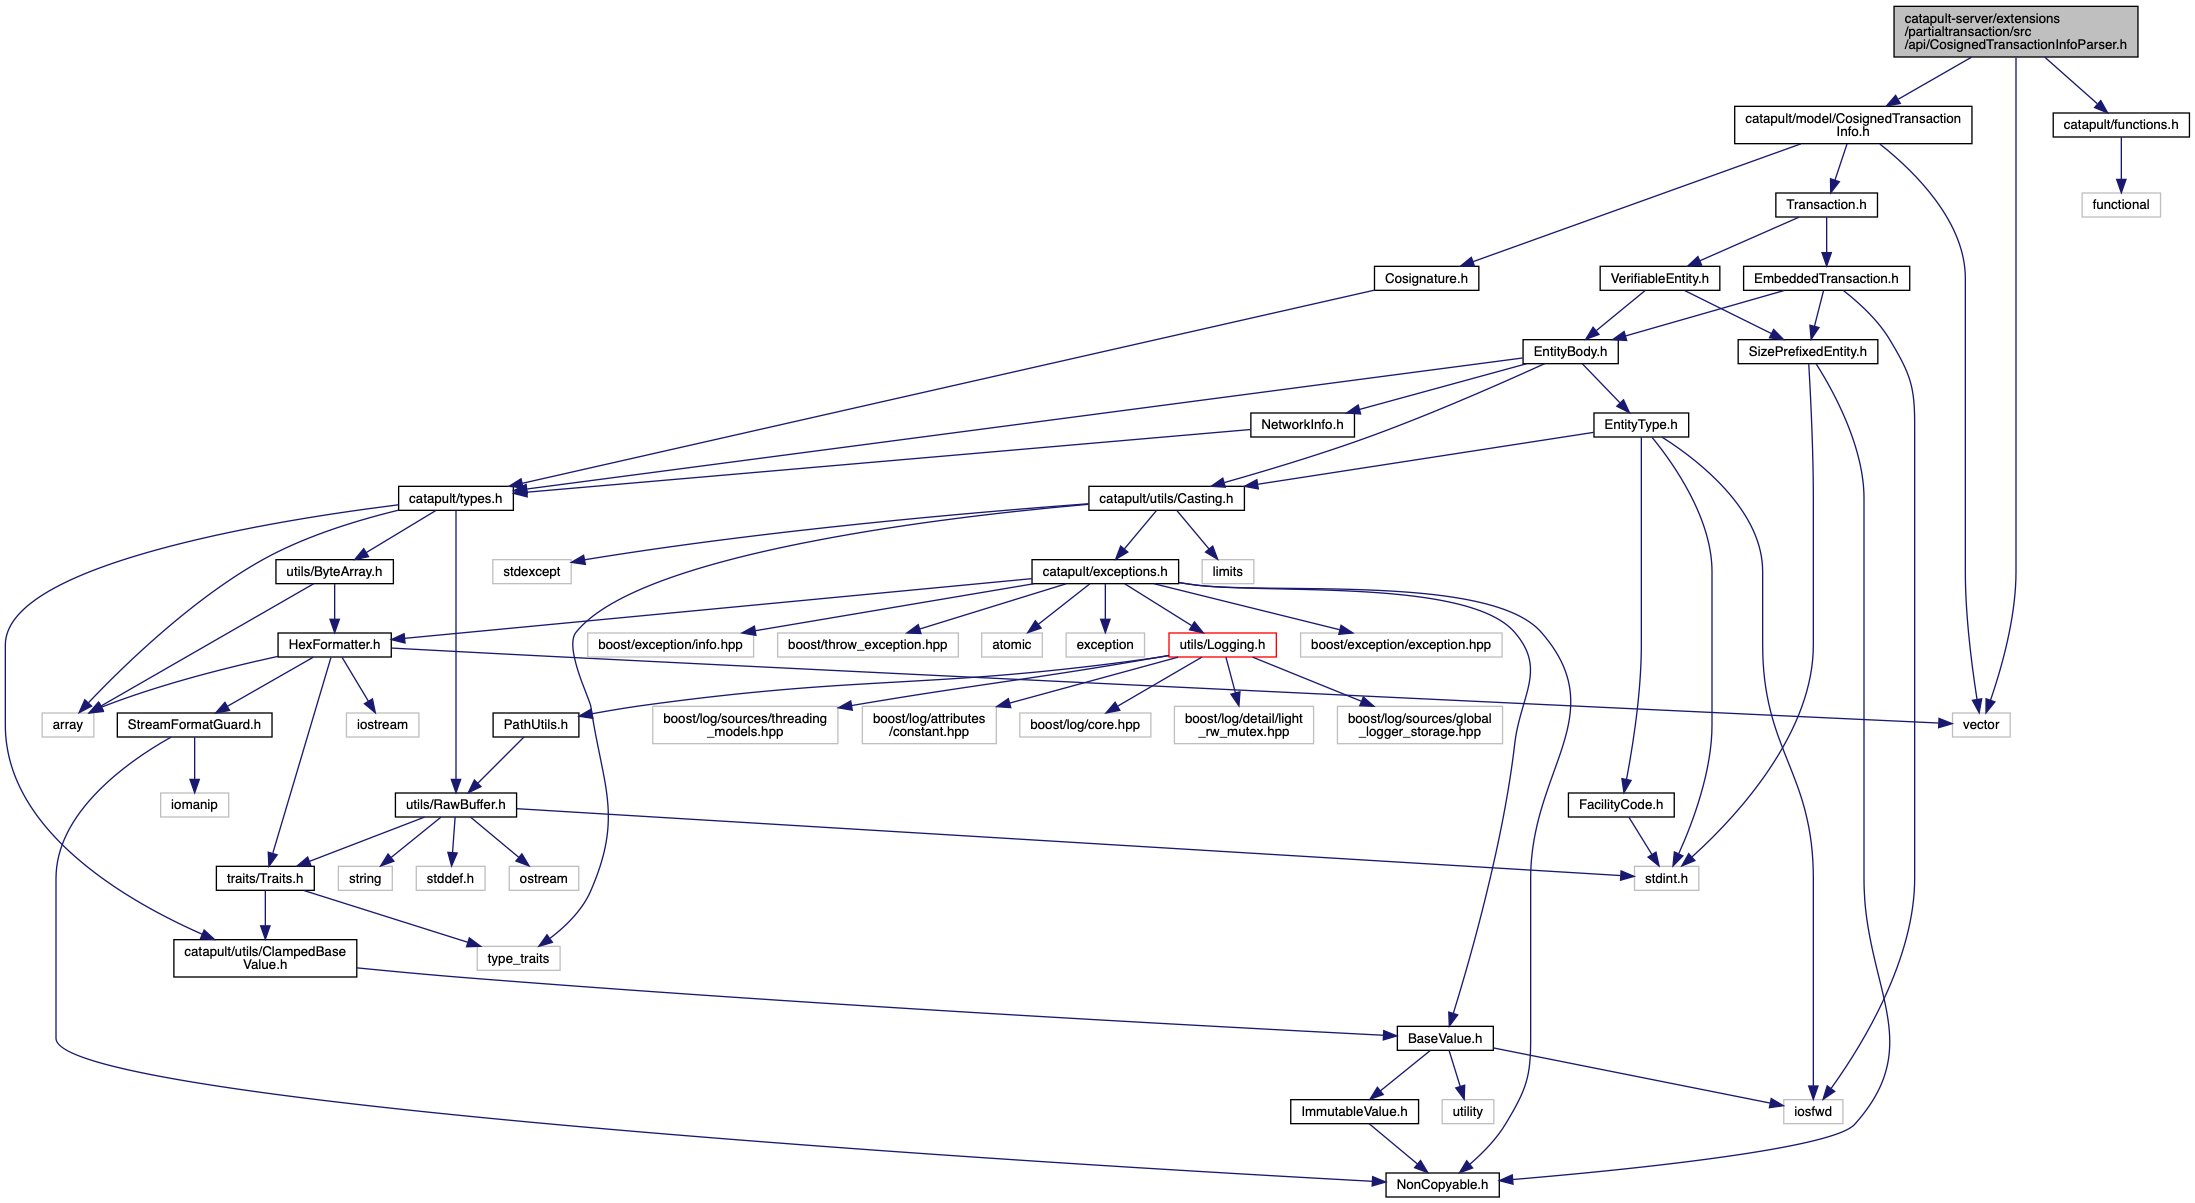 catapult-server/extensions
/partialtransaction/src
/api/CosignedTransactionInfoParser.h
catapult/model/CosignedTransaction
Info.h
catapult/functions.h
Transaction.h
functional
Cosignature.h
VerifiableEntity.h
EmbeddedTransaction.h
EntityBody.h
SizePrefixedEntity.h
NetworkInfo.h
EntityType.h
catapult/types.h
catapult/utils/Casting.h
utils/ByteArray.h
stdexcept
catapult/exceptions.h
limits
HexFormatter.h
boost/exception/info.hpp
boost/throw_exception.hpp
atomic
exception
utils/Logging.h
boost/exception/exception.hpp
array
StreamFormatGuard.h
iostream
PathUtils.h
boost/log/sources/threading
_models.hpp
boost/log/attributes
/constant.hpp
boost/log/core.hpp
boost/log/detail/light
_rw_mutex.hpp
boost/log/sources/global
_logger_storage.hpp
vector
iomanip
utils/RawBuffer.h
FacilityCode.h
traits/Traits.h
string
stddef.h
ostream
stdint.h
catapult/utils/ClampedBase
Value.h
type_traits
BaseValue.h
ImmutableValue.h
utility
iosfwd
NonCopyable.h